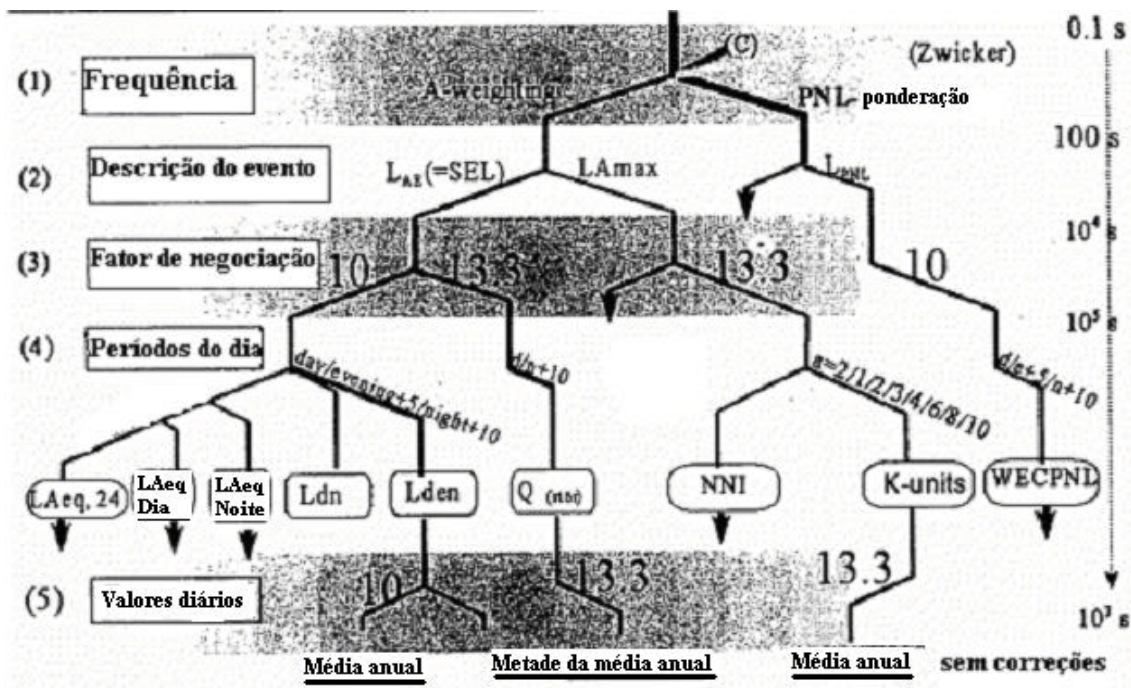 0.1 s
(C)
(Zwicker)
(1) Frequência
A-weighting
PNL-ponderação
100 s
(2) Descrição do evento
LAE(=SEL)
LAmax
10⁴ s
(3) Fator de negociação
10
13.3
13.3
10
10⁵ s
(4) Períodos do dia
day/evening+5/night+10
d/n+10
g=2/1/2/3/4/6/8/10
d/e+5/n+10
LAeq, 24
LAeq
Dia
LAeq
Noite
Ldn
Lden
Q
NNI
K-units
WECPNL
(5) Valores diários
10
13.3
13.3
10⁷ s
Média anual
Metade da média anual
Média anual
sem correções